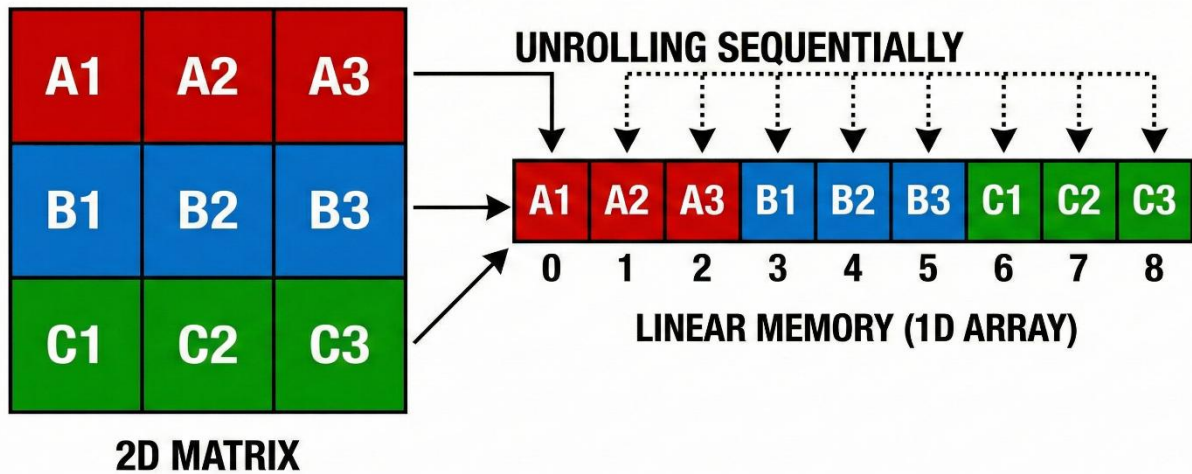 A1 A2 A3
B1 B2 B3
C1 C2 C3
2D MATRIX
UNROLLING SEQUENTIALLY
A1 A2 A3 B1 B2 B3 C1 C2 C3
0 1 2 3 4 5 6 7 8
LINEAR MEMORY (1D ARRAY)